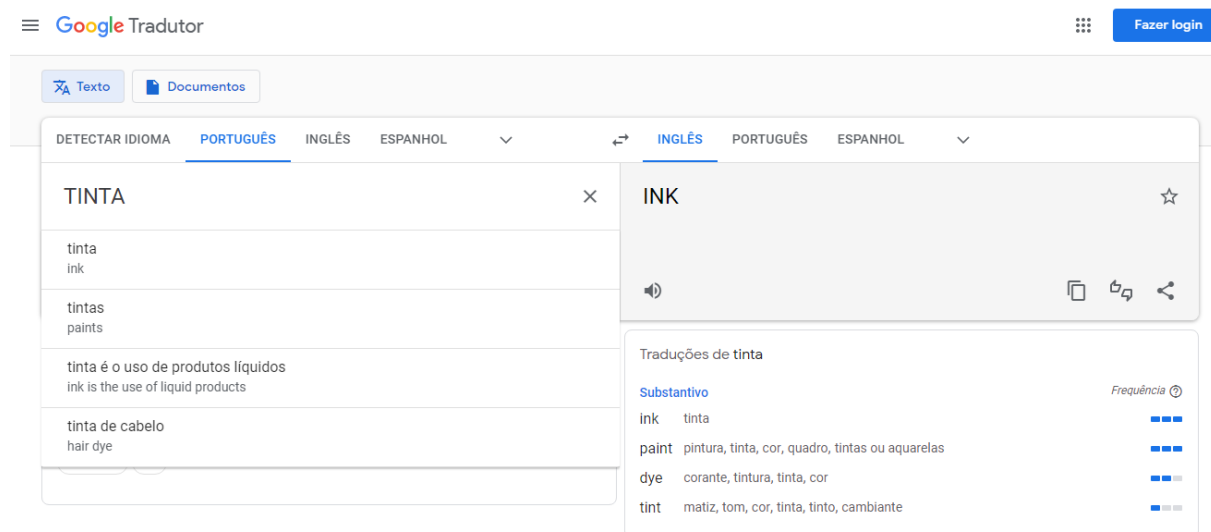 Google Tradutor
Fazer login
Texto
Documentos
DETECTAR IDIOMA PORTUGUÊS INGLÊS ESPANHOL
INGLÊS PORTUGUÊS ESPANHOL
TINTA
INK
tinta
ink
tintas
paints
tinta é o uso de produtos líquidos
ink is the use of liquid products
tinta de cabelo
hair dye
Traduções de tinta
Substantivo Frequência
ink tinta
paint pintura, tinta, cor, quadro, tintas ou aquarelas
dye corante, tintura, tinta, cor
tint matiz, tom, cor, tinta, tinto, cambiante